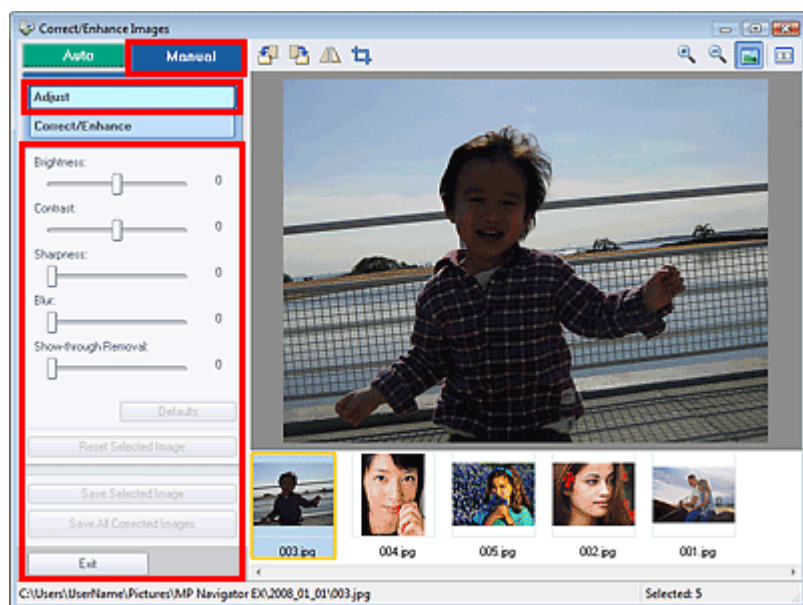 Correct/Enhance Images
Auto Manual
Adjust
Correct/Enhance
Brightness:
0
Contrast:
0
Sharpness:
0
Blur:
0
Show-through Removal:
0
Defaults
Reset Selected Image
Save Selected Image
Save All Corrected Images
Exit
003.jpg 004.jpg 005.jpg 002.jpg 001.jpg
C:\Users\UserName\Pictures\MP Navigator EX\2008_01_01\003.jpg Selected: 5